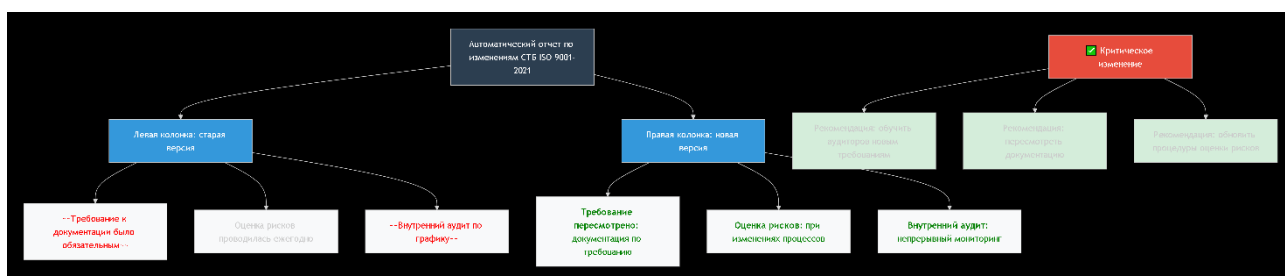 Автоматический отчет по
изменениям СТБ ISO 9001-
2021
✅ Критическое
изменение
Левая колонка: старая
версия
Правая колонка: новая
версия
Рекомендация: обучить
аудиторов новым
требованиям
Рекомендация:
пересмотреть
документацию
Рекомендация: обновить
процедуры оценки рисков
--Требование к
документации было
обязательным--
Оценка рисков
проводилась ежегодно
--Внутренний аудит по
графику--
Требование
пересмотрено:
документация по
требованию
Оценка рисков: при
изменениях процессов
Внутренний аудит:
непрерывный мониторинг